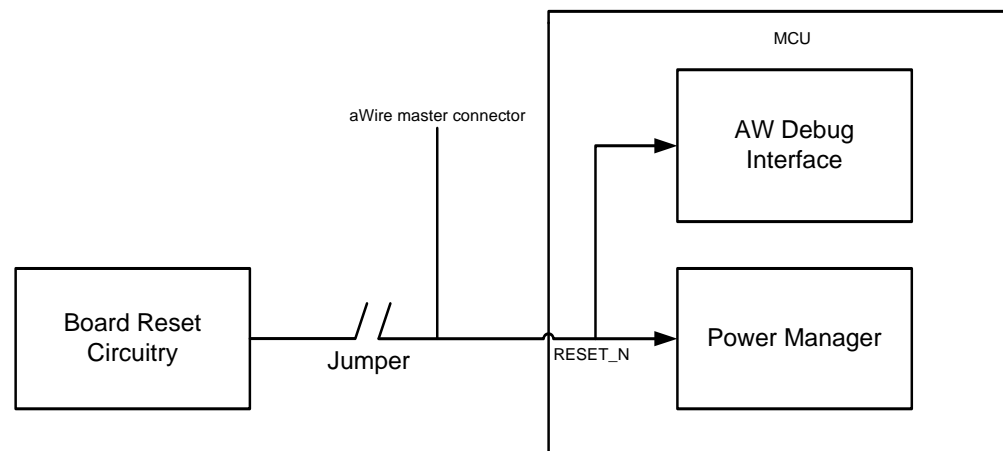 MCU
aWire master connector
AW Debug
Interface
Board Reset
Circuitry
Jumper
RESET_N
Power Manager